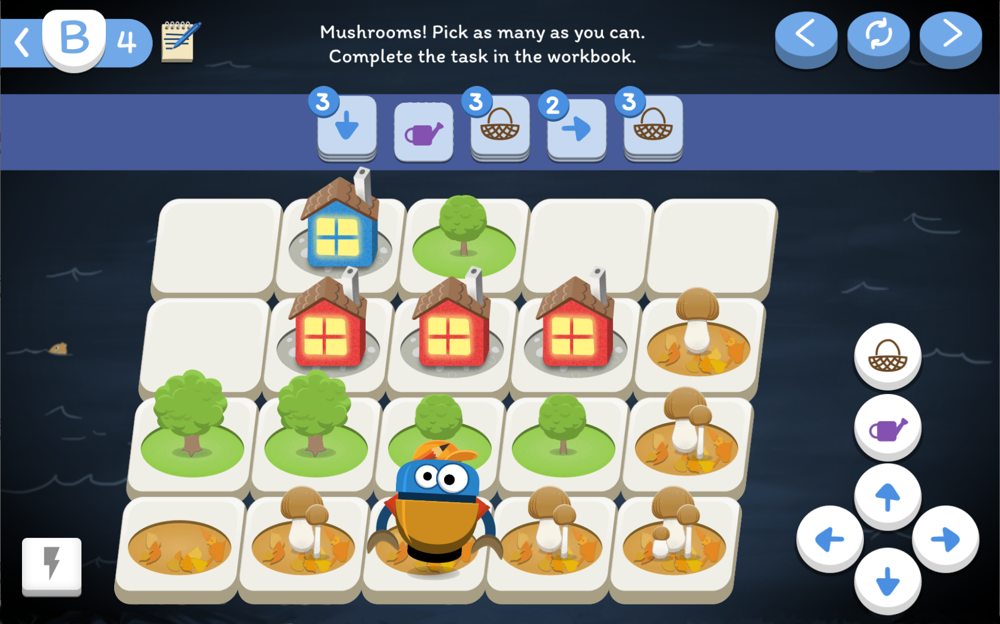 B 4
Mushrooms! Pick as many as you can.
Complete the task in the workbook.
3 3 2 3